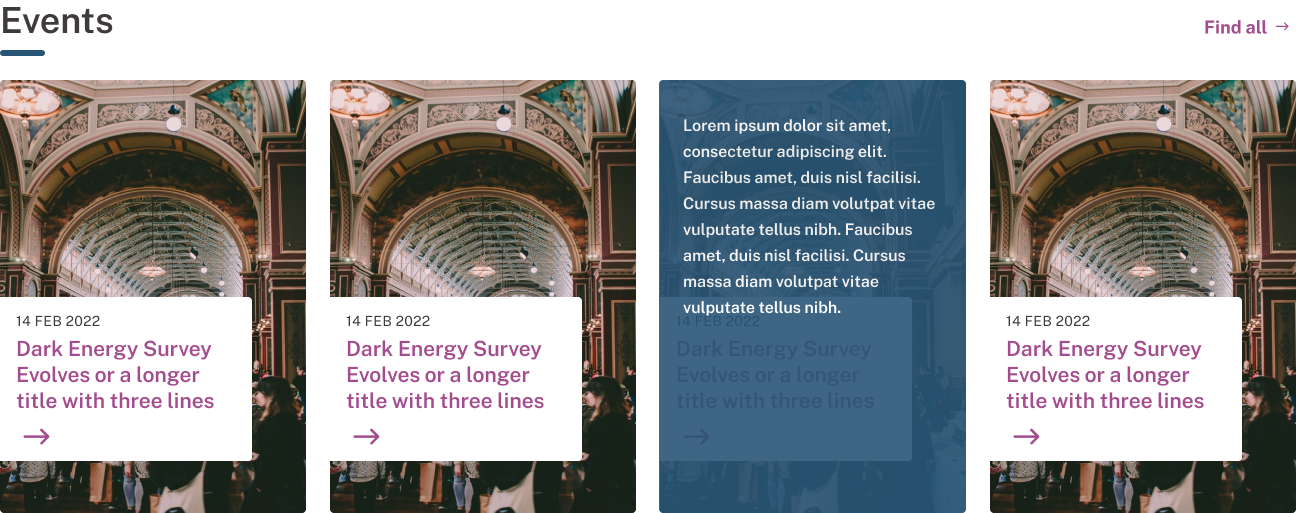 Events
Find all →
14 FEB 2022
Dark Energy Survey
Evolves or a longer
title with three lines
→
14 FEB 2022
Dark Energy Survey
Evolves or a longer
title with three lines
→
Lorem ipsum dolor sit amet,
consectetur adipiscing elit.
Faucibus amet, duis nisl facilisi.
Cursus massa diam volutpat vitae
vulputate tellus nibh. Faucibus
amet, duis nisl facilisi. Cursus
massa diam volutpat vitae
vulputate tellus nibh.
14 FEB 2022
Dark Energy Survey
Evolves or a longer
title with three lines
→
14 FEB 2022
Dark Energy Survey
Evolves or a longer
title with three lines
→